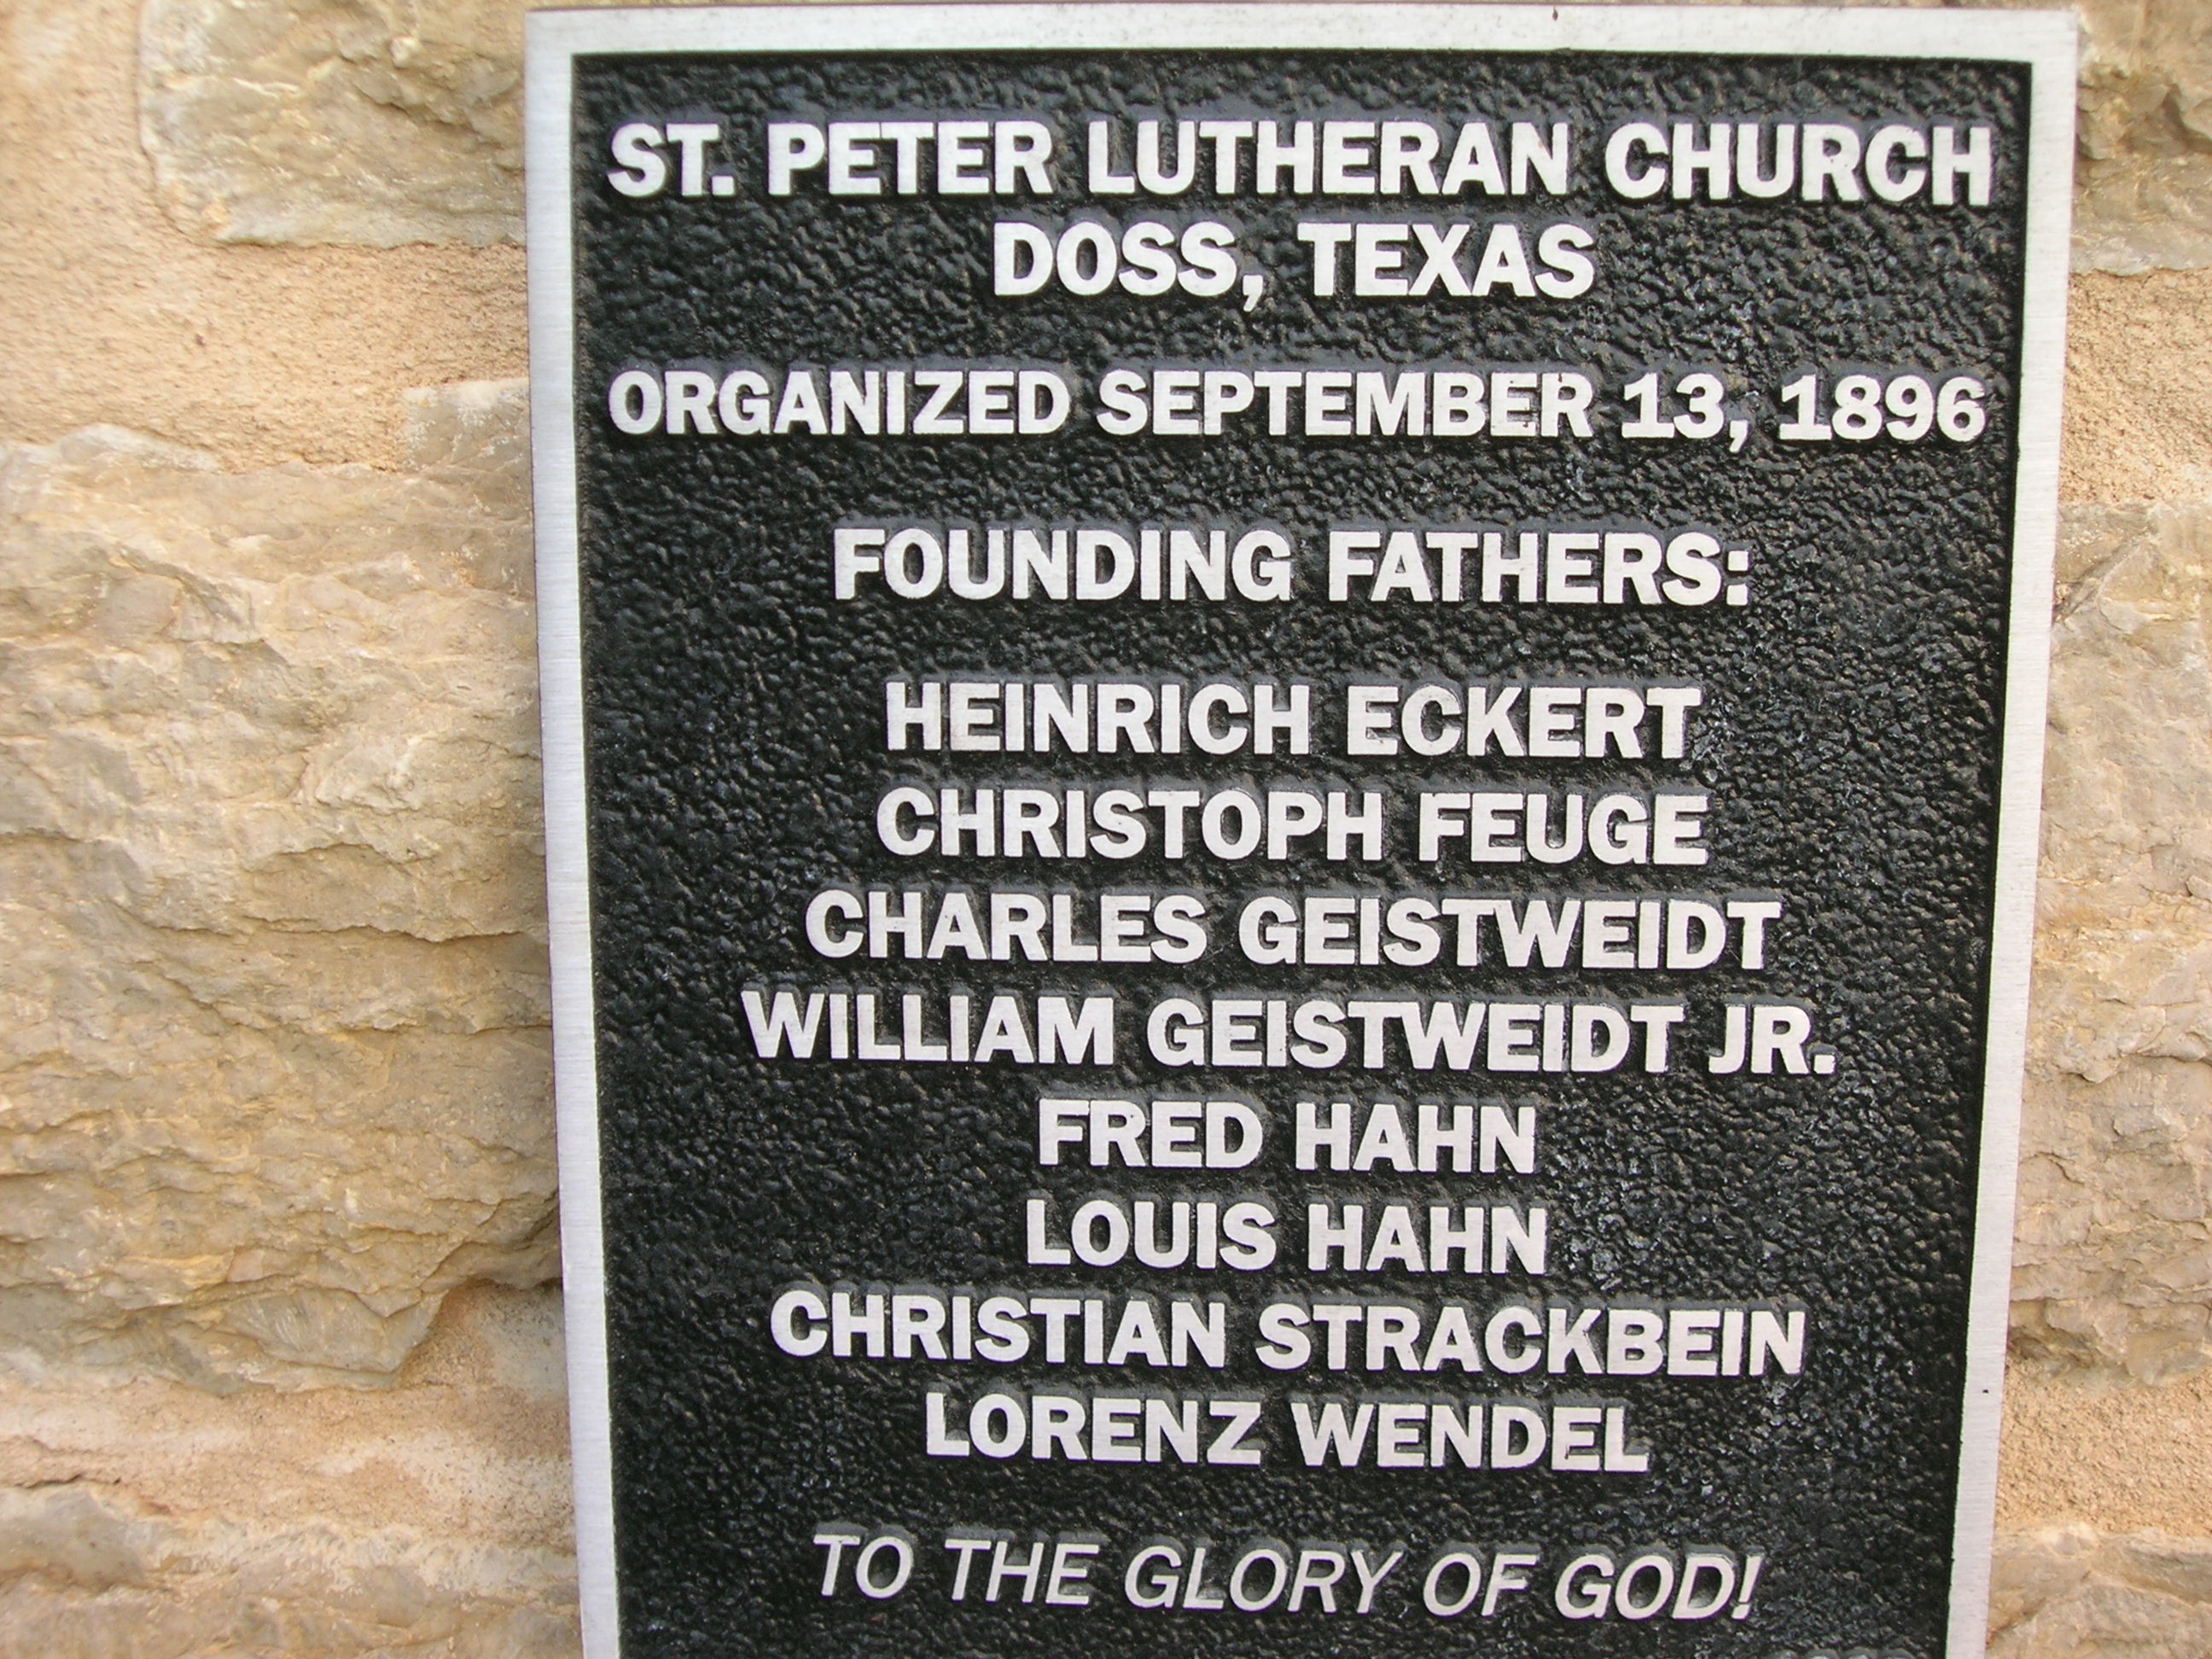 ST. PETER LUTHERAN CHURCH
DOSS, TEXAS
ORGANIZED SEPTEMBER 13, 1896
FOUNDING FATHERS:
HEINRICH ECKERT
CHRISTOPH FEUGE
CHARLES GEISTWEIDT
WILLIAM GEISTWEIDT JR.
FRED HAHN
LOUIS HAHN
CHRISTIAN STRACKBEIN
LORENZ WENDEL
TO THE GLORY OF GOD!